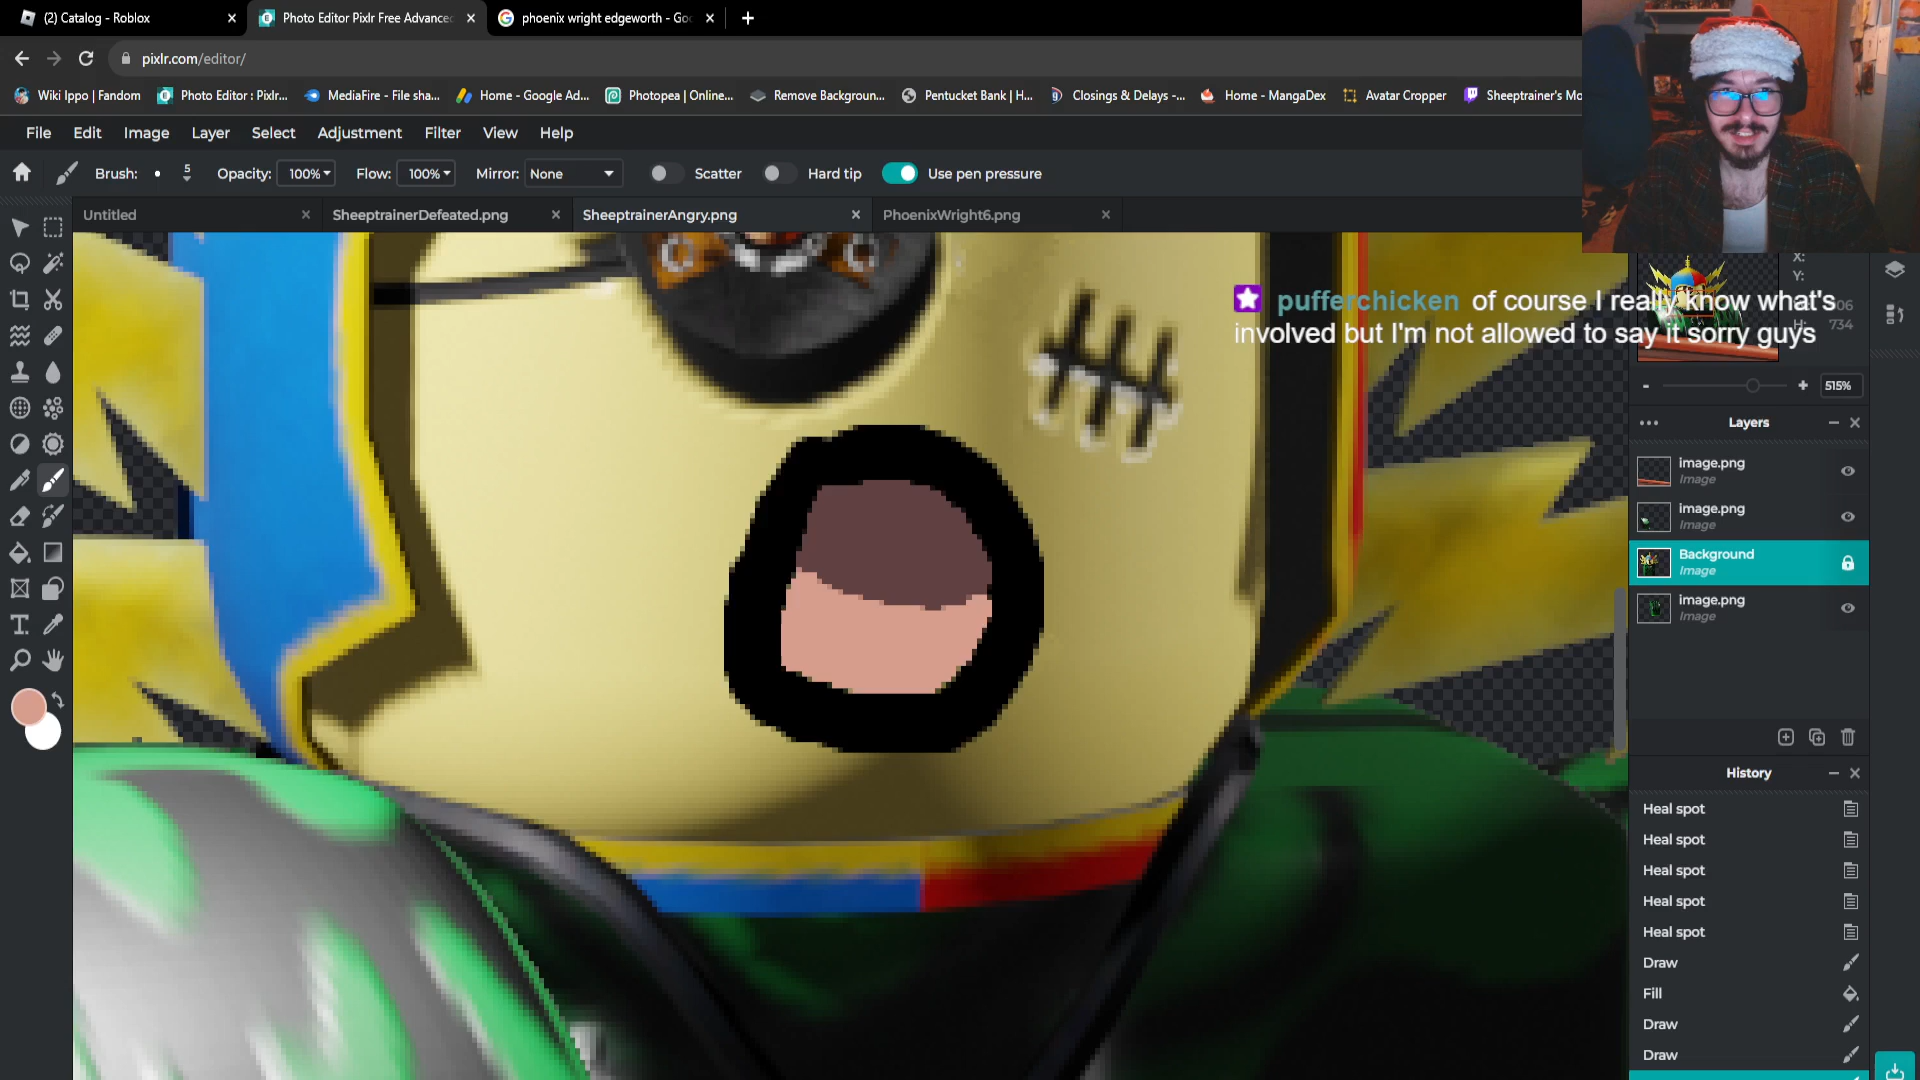 (2) Catalog - Roblox
Photo Editor Pixlr Free Advance
phoenix wright edgeworth - Go
pixlr.com/editor/
Wiki Ippo | Fandom
Photo Editor : Pixlr...
MediaFire - File sha...
Home - Google Ad...
Photopea | Online...
Remove Backgroun...
Pentucket Bank | H...
Closings & Delays -...
Home - MangaDex
Avatar Cropper
Sheeptrainer's Mo
File Edit Image Layer Select Adjustment Filter View Help
Brush: 5 Opacity: 100% Flow: 100% Mirror: None Scatter Hard tip Use pen pressure
Untitled
SheeptrainerDefeated.png
SheeptrainerAngry.png
PhoenixWright6.png
X:
Y:
pufferchicken of course I really know what's
involved but I'm not allowed to say it sorry guys
734
515%
Layers
image.png
Image
image.png
Image
Background
Image
image.png
Image
History
Heal spot
Heal spot
Heal spot
Heal spot
Heal spot
Draw
Fill
Draw
Draw